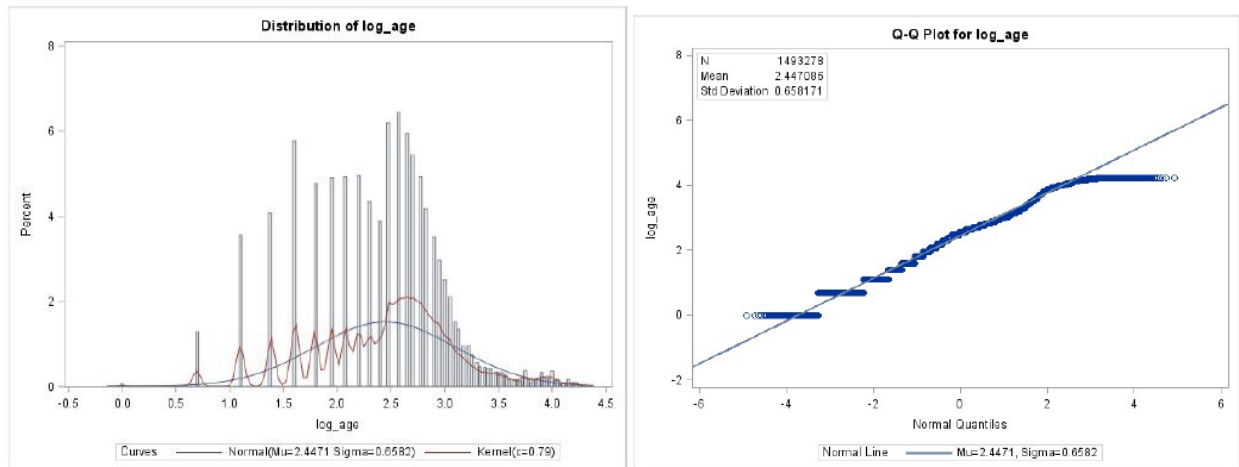 Distribution of log_age
8
6
4
2
0
Percent
-0.5 0.0 0.5 1.0 1.5 2.0 2.5 3.0 3.5 4.0 4.5
log_age
Curves Normal(Mu=2.4471 Sigma=0.6582) Kernel(c=0.79)
Q-Q Plot for log_age
N 1493278
Mean 2.447086
Std Deviation 0.658171
8
6
4
2
0
-2
log_age
-6 -4 -2 0 2 4 6
Normal Quantiles
Normal Line Mu=2.4471, Sigma=0.6582